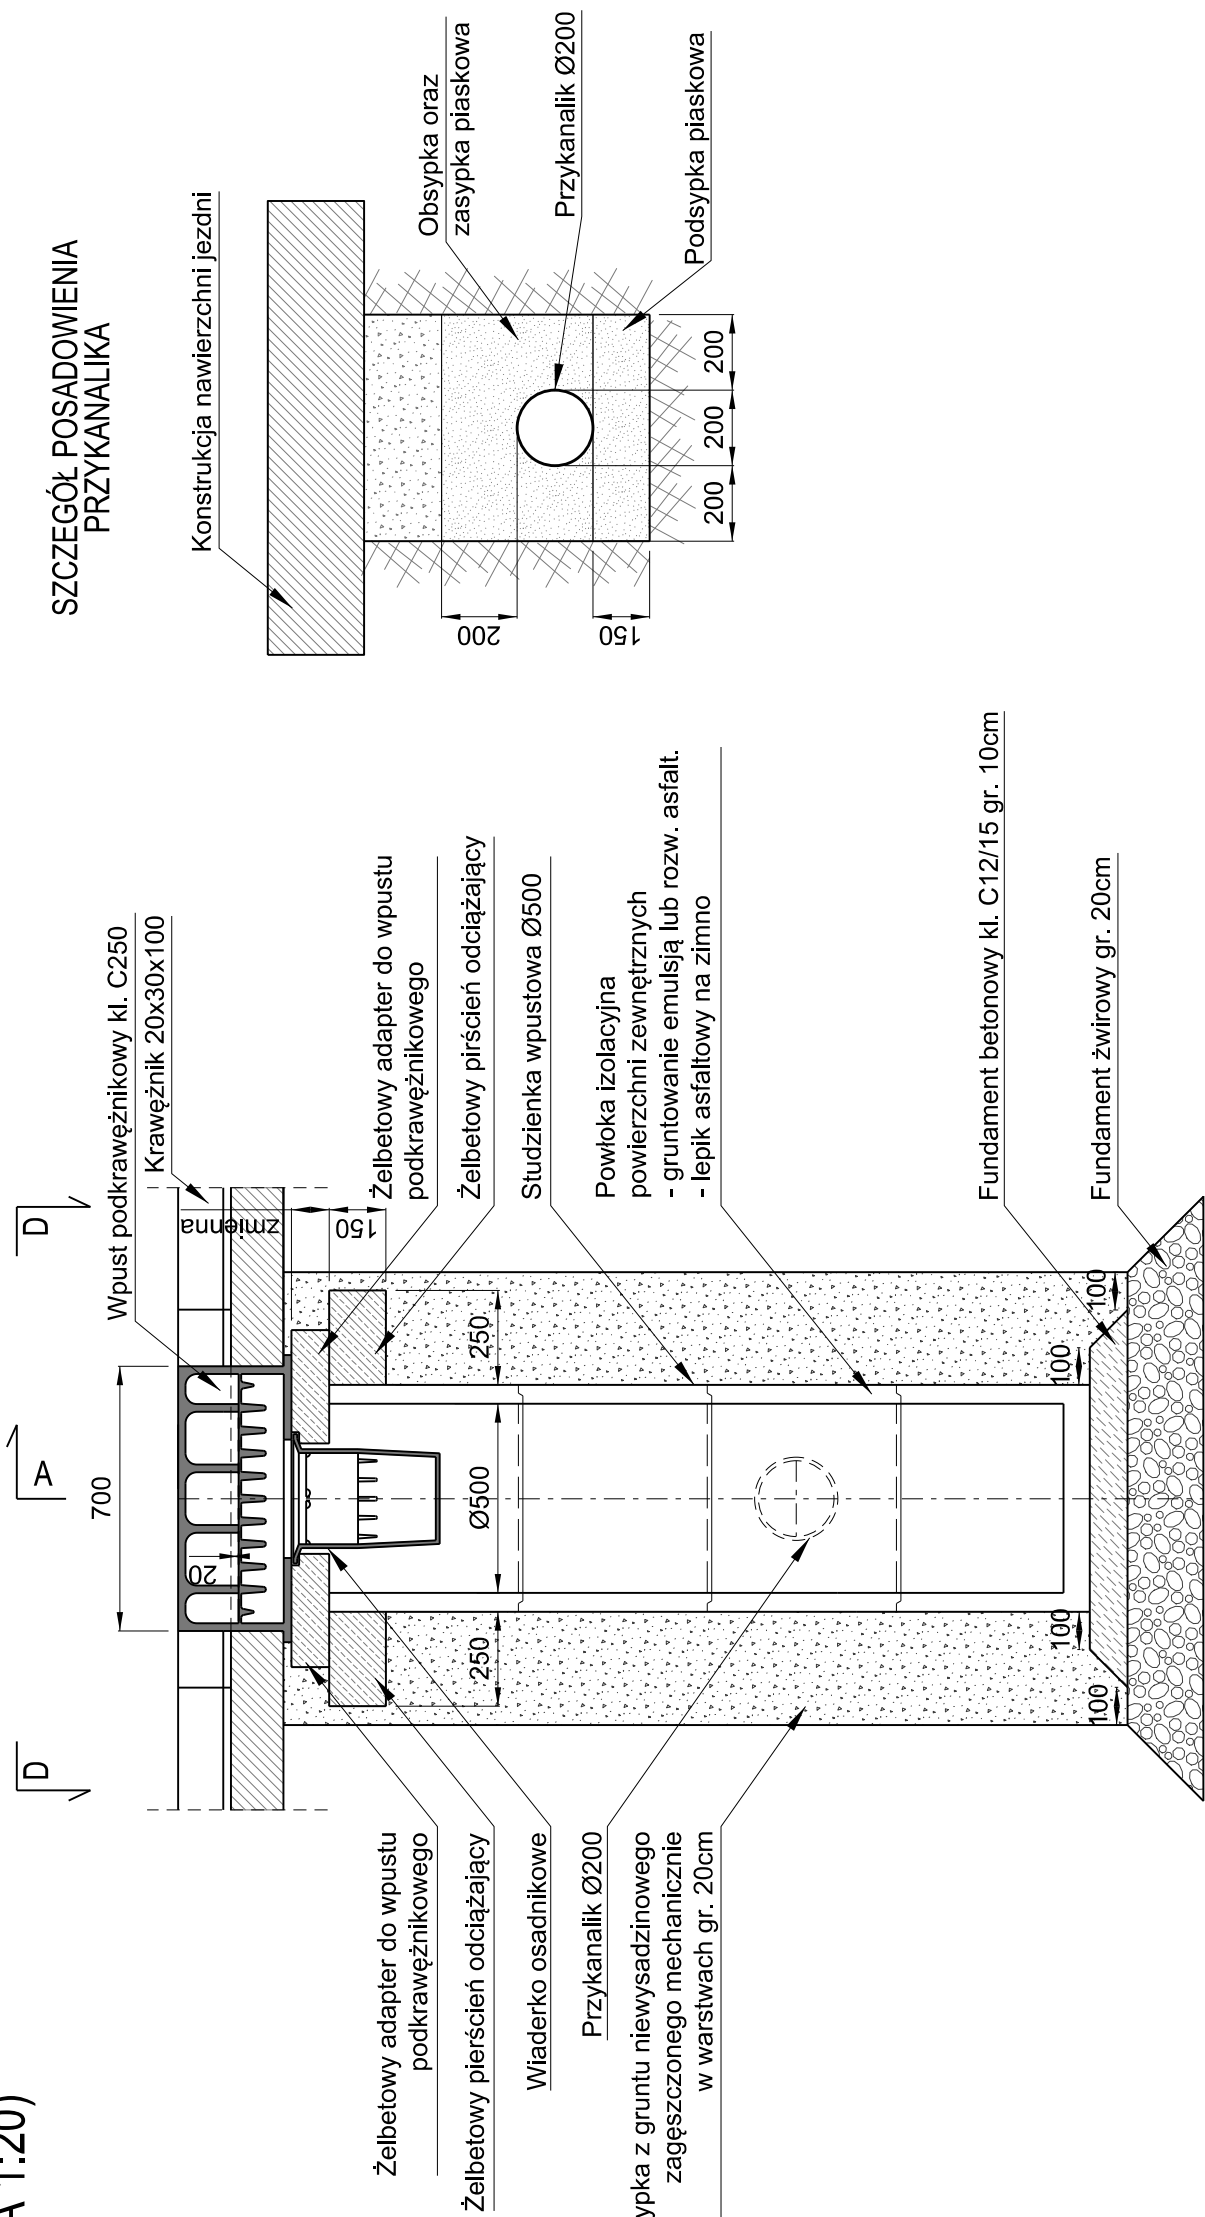 SZCZEGÓŁ POSADOWIENIA
PRZYKANALIKA
Konstrukcja nawierzchni jezdni
Obsypka oraz
zasypka piaskowa
Przykanalik Ø200
Podsypka piaskowa
200
150
200
200
200
D
A
D
Wpust podkrawężnikowy kl. C250
Krawężnik 20x30x100
Żelbetowy adapter do wpustu
podkrawężnikowego
Żelbetowy pirścień odciążający
Studzienka wpustowa Ø500
Powłoka izolacyjna
powierzchni zewnętrznych
- gruntowanie emulsją lub rozw. asfalt.
- lepik asfaltowy na zimno
Fundament betonowy kl. C12/15 gr. 10cm
Fundament żwirowy gr. 20cm
700
20
zmienna
150
250
Ø500
250
100
100
100
100
Żelbetowy adapter do wpustu
podkrawężnikowego
Żelbetowy pierścień odciążający
Wiaderko osadnikowe
Przykanalik Ø200
z gruntu niewysadzinowego
zagęszczonego mechanicznie
w warstwach gr. 20cm
1:20)